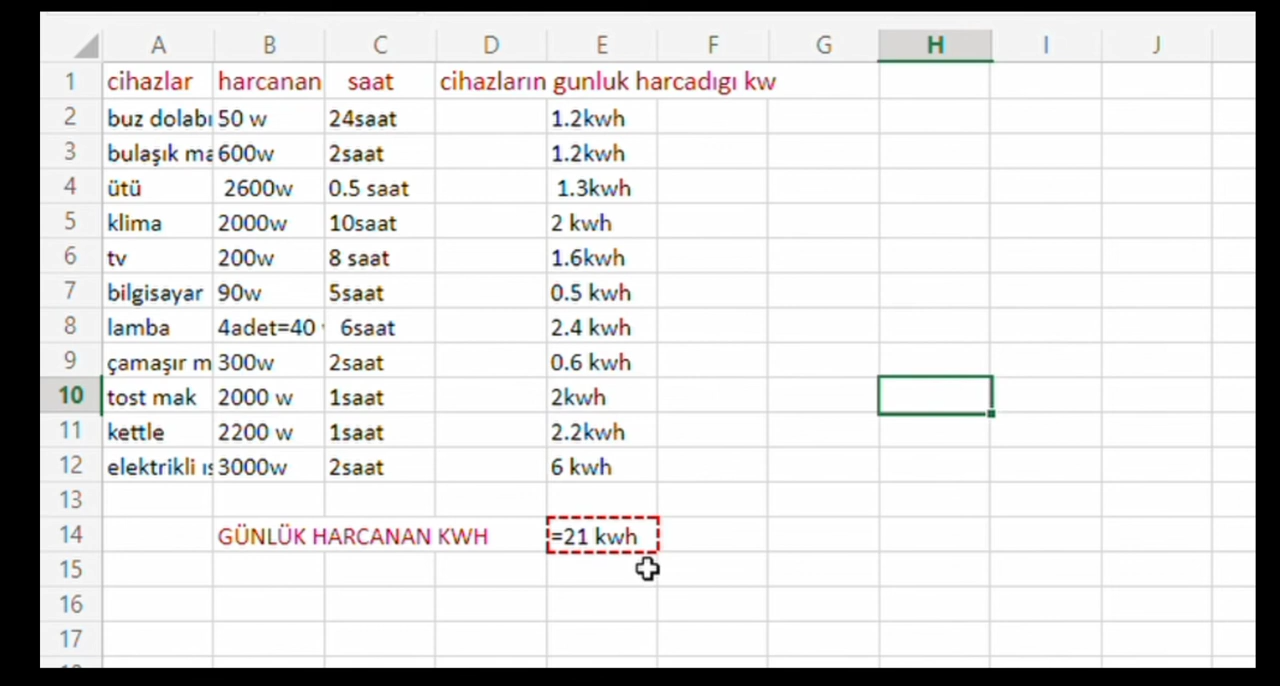 A B C D E F G H I J
1 cihazlar harcanan saat cihazların gunluk harcadıgı kw
2 buz dolabı 50 w 24saat 1.2kwh
3 bulaşık ma 600w 2saat 1.2kwh
4 ütü 2600w 0.5 saat 1.3kwh
5 klima 2000w 10saat 2 kwh
6 tv 200w 8 saat 1.6kwh
7 bilgisayar 90w 5saat 0.5 kwh
8 lamba 4adet=40 6saat 2.4 kwh
9 çamaşır m 300w 2saat 0.6 kwh
10 tost mak 2000 w 1saat 2kwh
11 kettle 2200 w 1saat 2.2kwh
12 elektrikli ıs 3000w 2saat 6 kwh
13
14 GÜNLÜK HARCANAN KWH =21 kwh
15
16
17